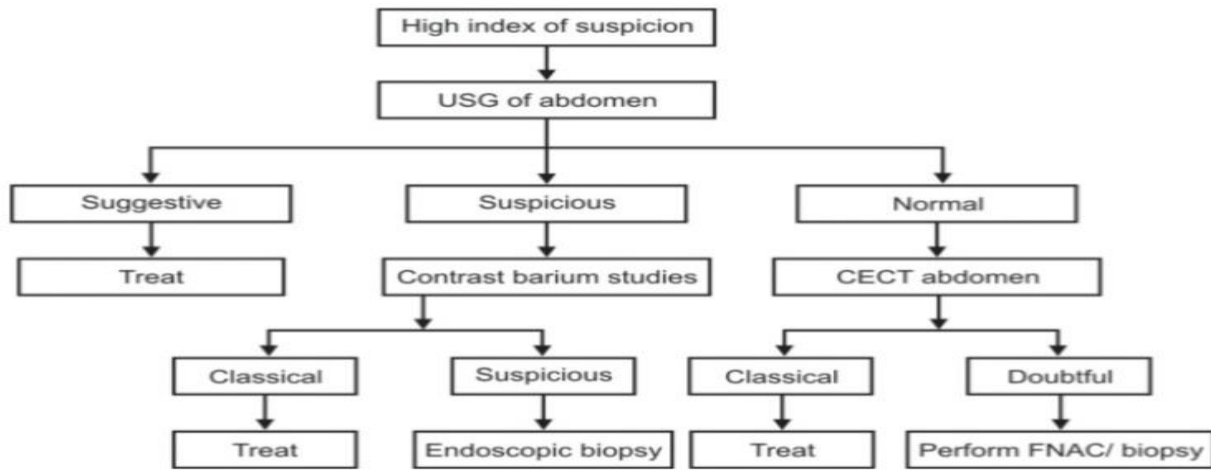 High index of suspicion
USG of abdomen
Suggestive
Suspicious
Normal
Treat
Contrast barium studies
CECT abdomen
Classical
Suspicious
Classical
Doubtful
Treat
Endoscopic biopsy
Treat
Perform FNAC/ biopsy